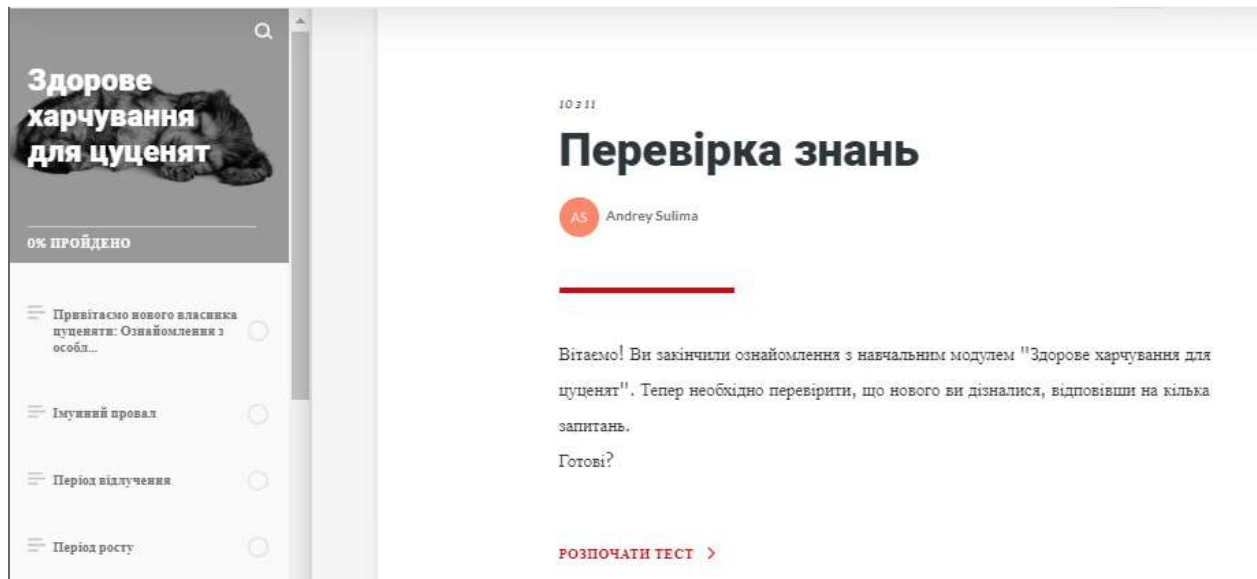 Здорове
харчування
для цуценят
0% ПРОЙДЕНО
Привітаємо нового власника
цуценяти: Ознайомлення з
особл...
Імунний провал
Період відлучення
Період росту
10 з 11
Перевірка знань
AS Andrey Sulima
Вітаємо! Ви закінчили ознайомлення з навчальним модулем "Здорове харчування для
цуценят". Тепер необхідно перевірити, що нового ви дізналися, відповівши на кілька
запитань.
Готові?
РОЗПОЧАТИ ТЕСТ